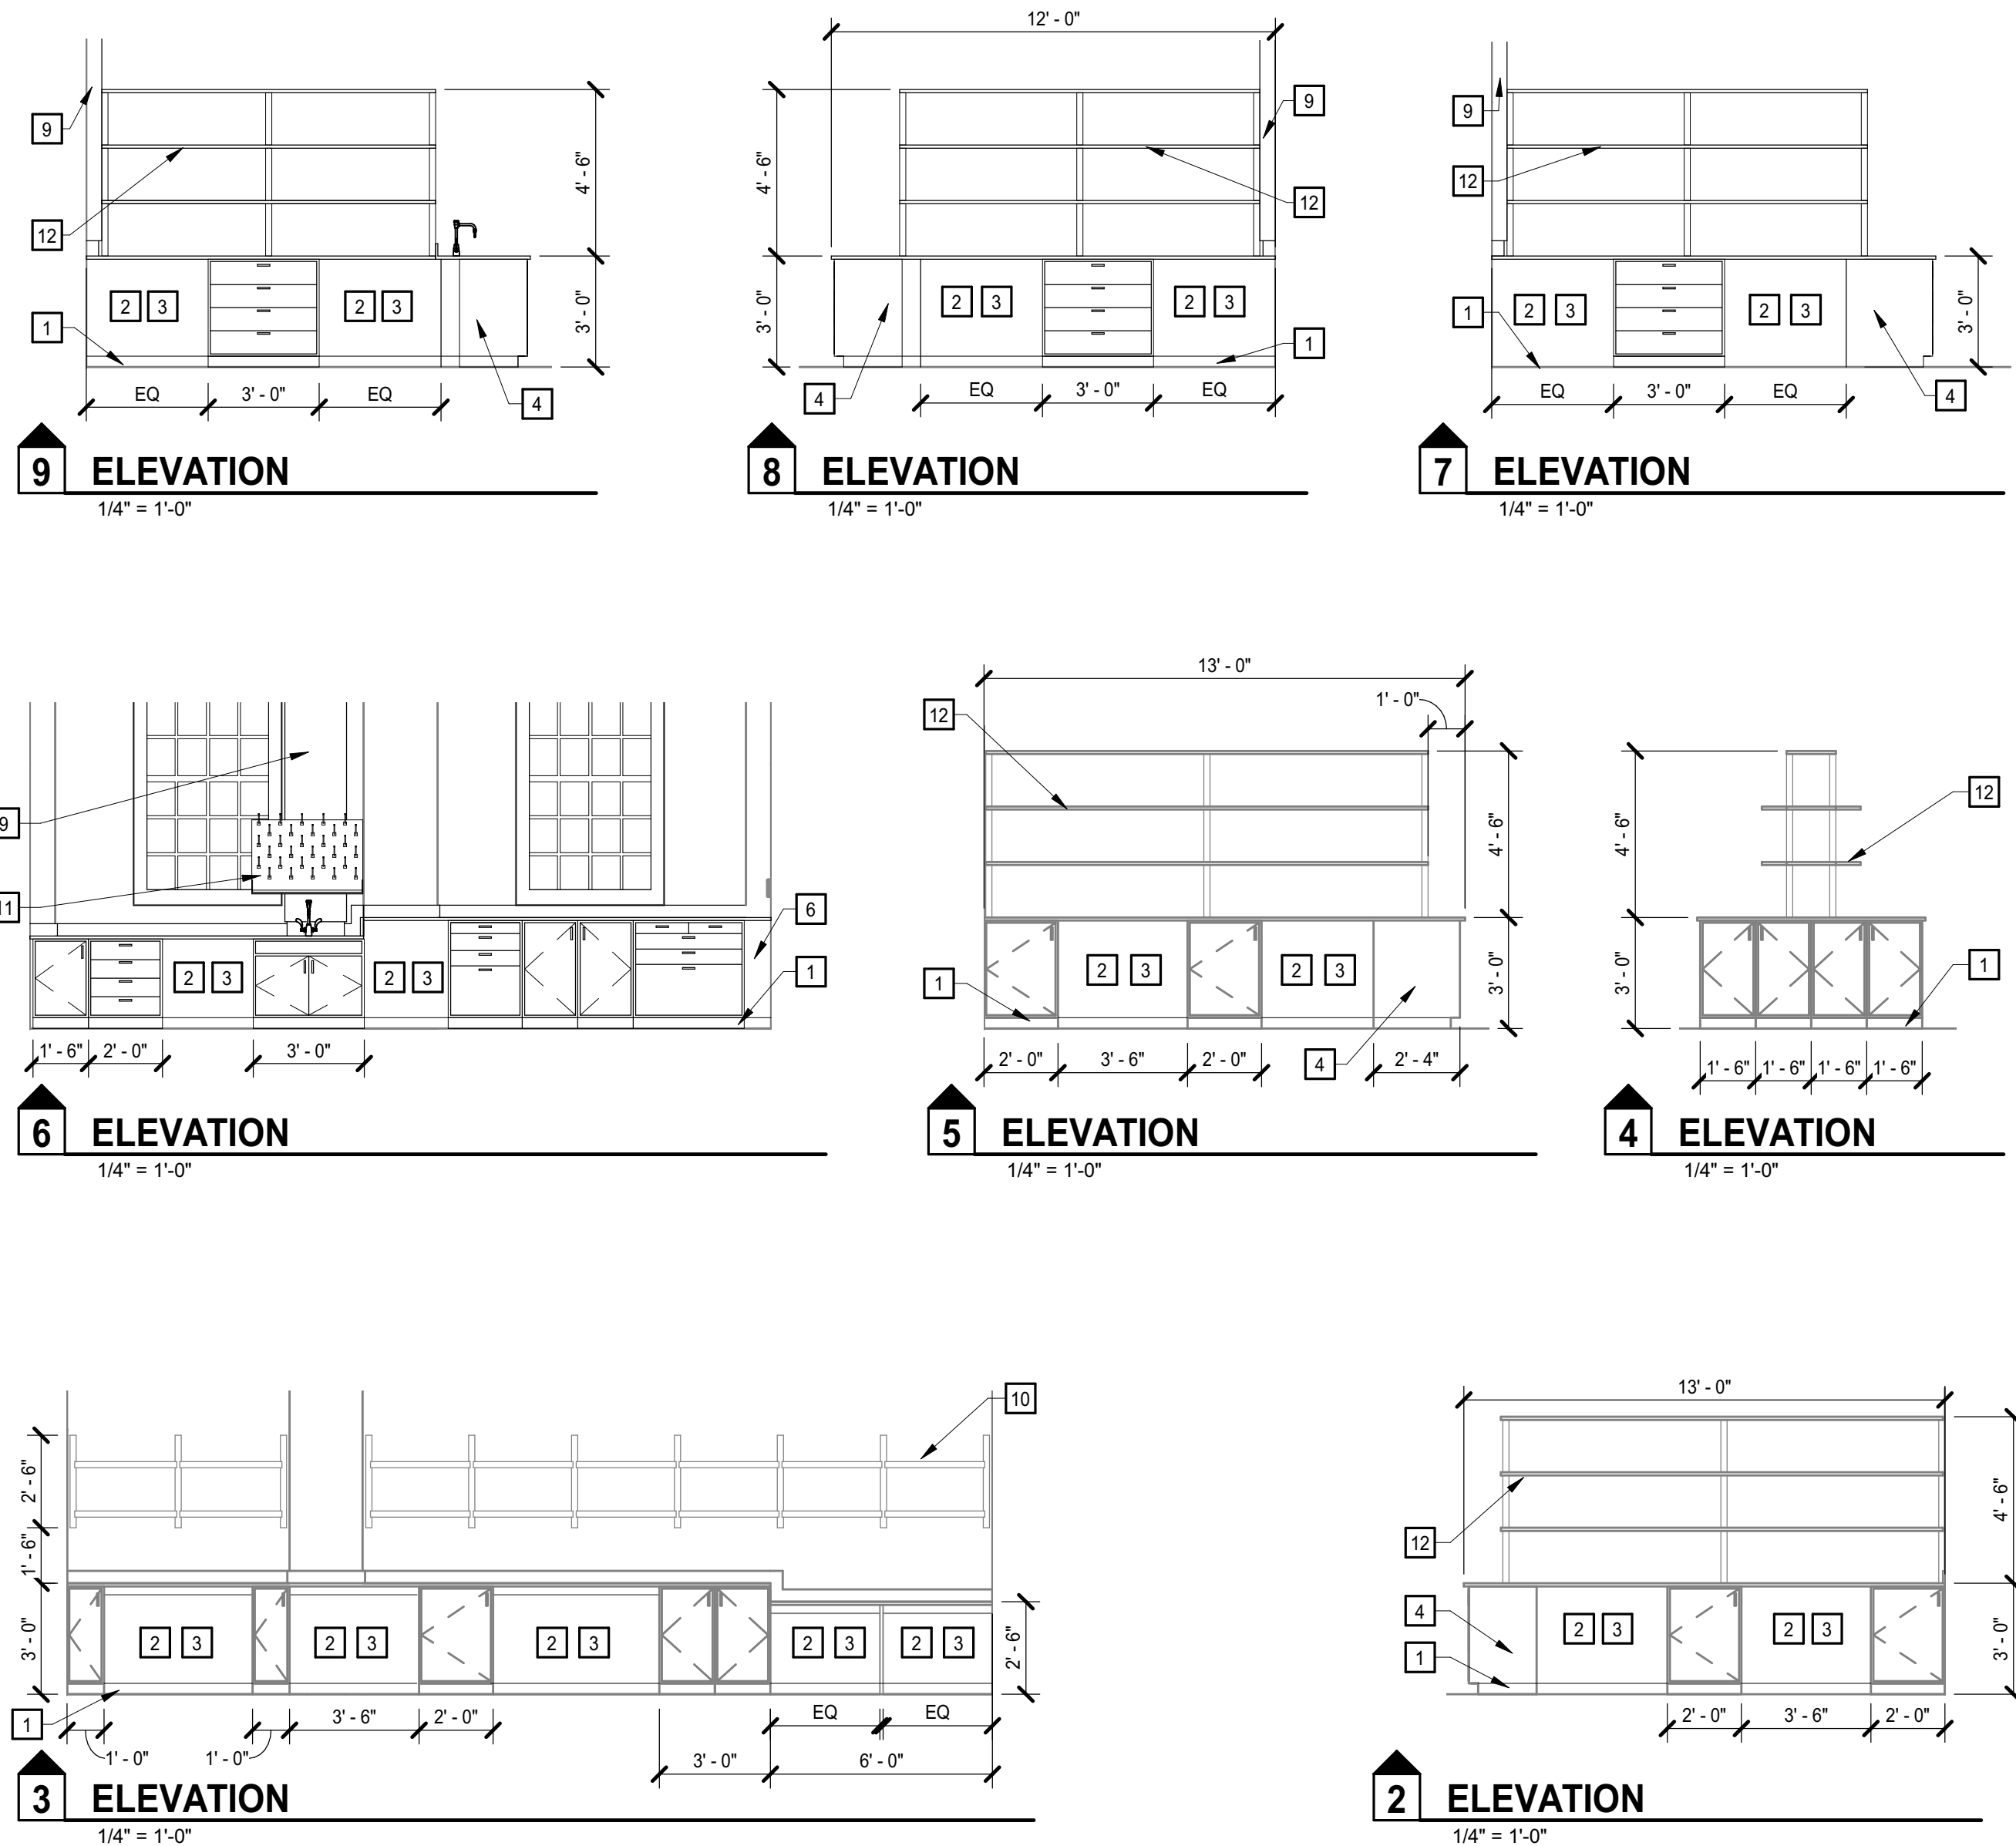 12' - 0"
9
12
1
2 3
2 3
4' - 6"
3' - 0"
EQ 3' - 0" EQ
4
9 ELEVATION
1/4" = 1'-0"
4' - 6"
3' - 0"
9
12
2 3
2 3
1
4
EQ 3' - 0" EQ
8 ELEVATION
1/4" = 1'-0"
9
12
1
2 3
2 3
3' - 0"
EQ 3' - 0" EQ
4
7 ELEVATION
1/4" = 1'-0"
9
11
2 3
2 3
6
1
1' - 6" 2' - 0" 3' - 0"
6 ELEVATION
1/4" = 1'-0"
13' - 0"
1' - 0"
12
4' - 6"
3' - 0"
1
2 3
2 3
2' - 0" 3' - 6" 2' - 0" 4 2' - 4"
5 ELEVATION
1/4" = 1'-0"
4' - 6"
3' - 0"
12
1
1' - 6" 1' - 6" 1' - 6" 1' - 6"
4 ELEVATION
1/4" = 1'-0"
10
2' - 6"
1' - 6"
3' - 0"
2 3
2 3
2 3
2 3
2 3
2' - 6"
1
3' - 6" 2' - 0" EQ EQ
1' - 0" 1' - 0" 3' - 0" 6' - 0"
3 ELEVATION
1/4" = 1'-0"
13' - 0"
12
4' - 6"
3' - 0"
4
1
2 3
2 3
2' - 0" 3' - 6" 2' - 0"
2 ELEVATION
1/4" = 1'-0"